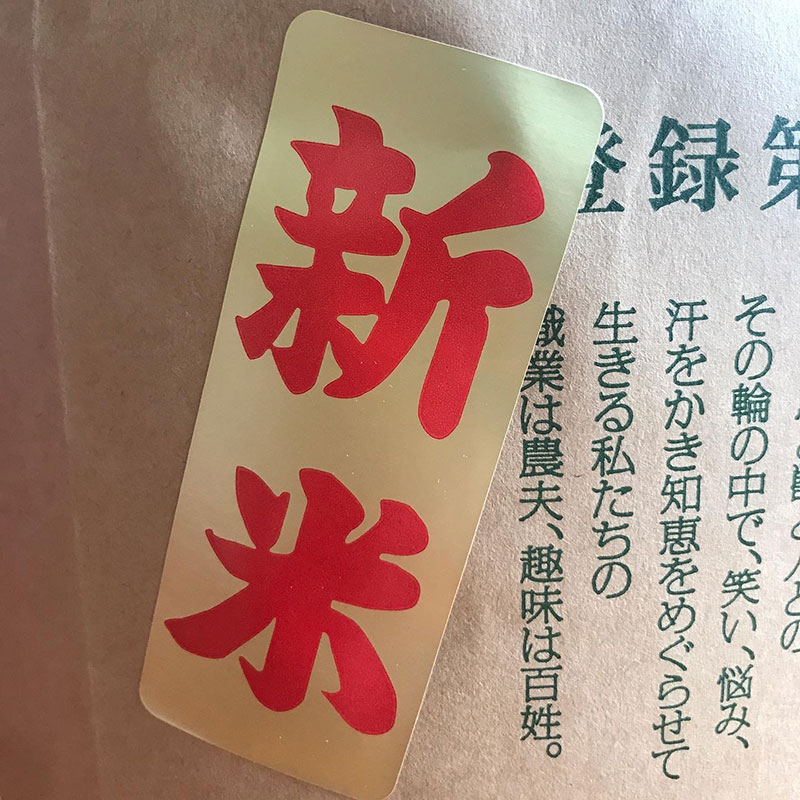 新米
登録第
その輪の中で、笑い、悩み、
汗をかき知恵をめぐらせて
生きる私たちの
職業は農夫、趣味は百姓。